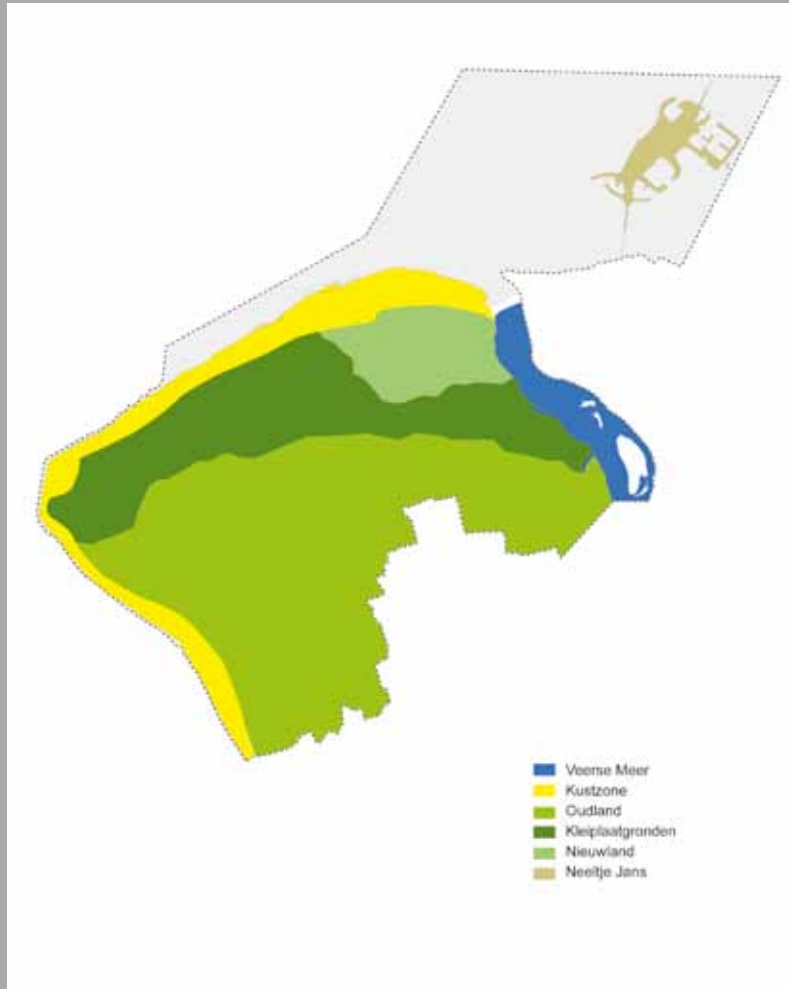 Veerse Meer
Kustzone
Oudland
Kleiplaatgronden
Nieuwland
Neeltje Jans